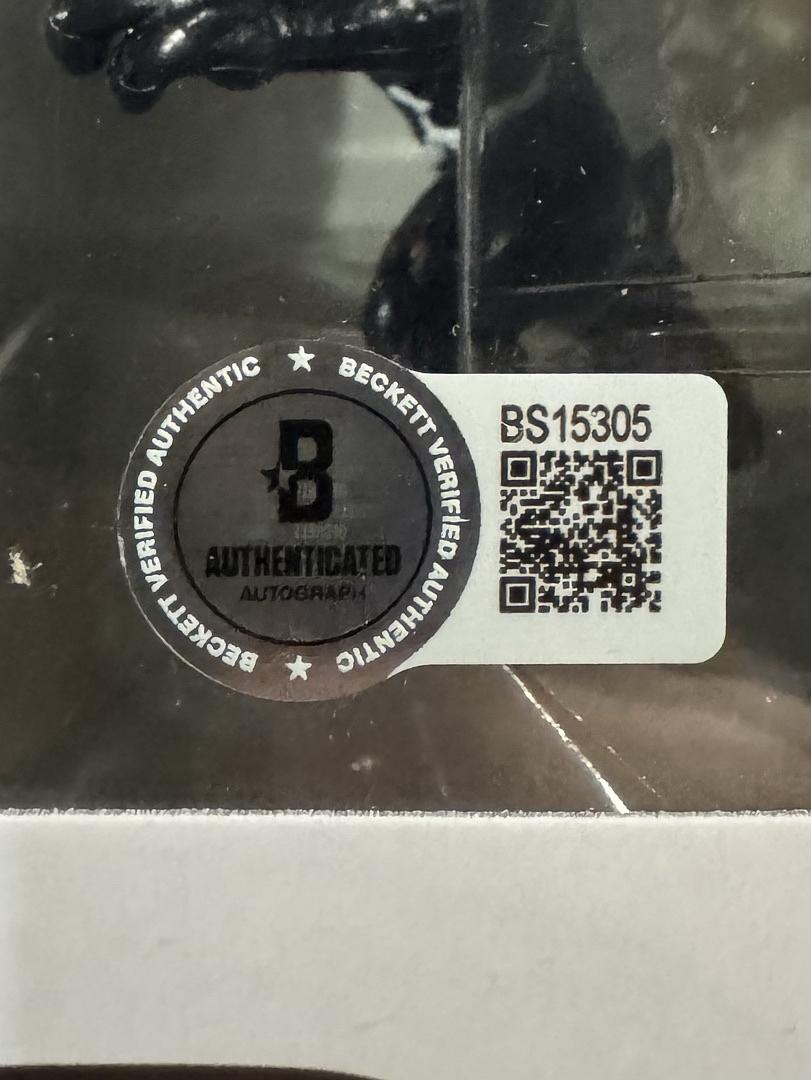 BECKETT VERIFIED AUTHENTIC ★ BECKETT VERIFIED AUTHENTIC ★
B
AUTHENTICATED
AUTOGRAPH
BS15305